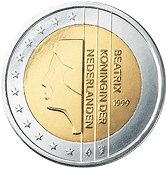 BEATRIX
KONINGIN DER
NEDERLANDEN
1999